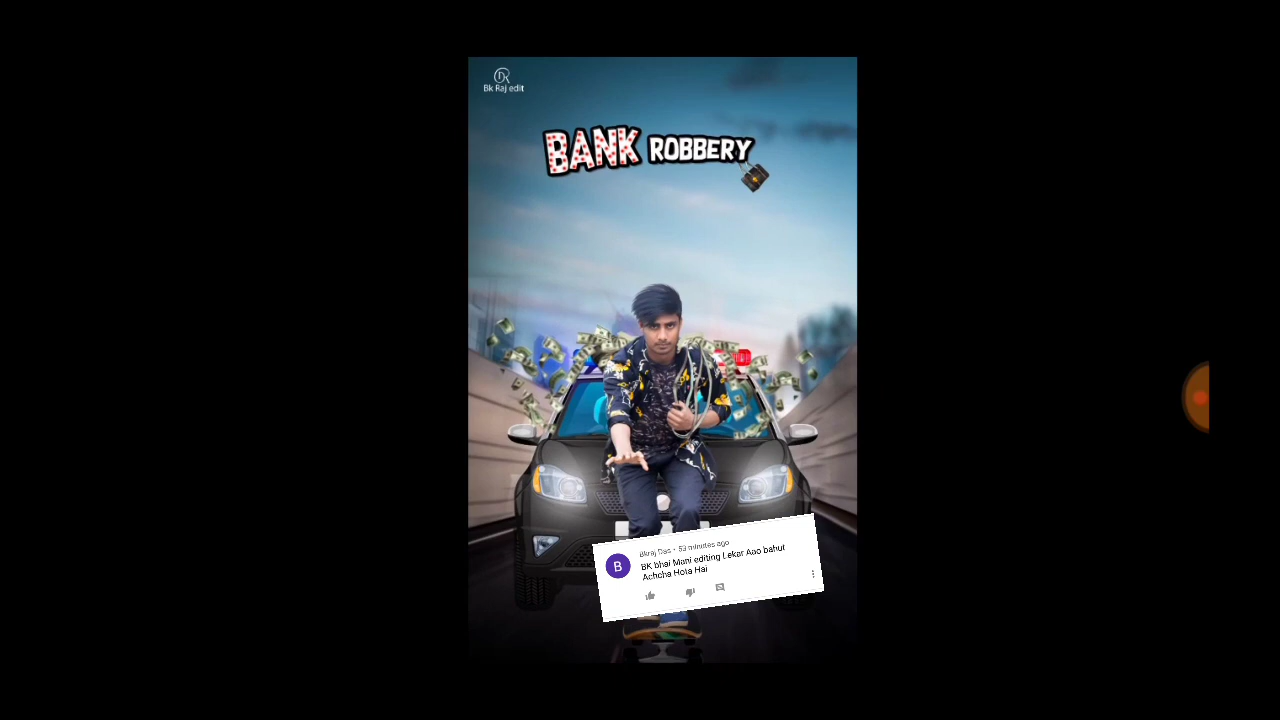 Bk Raj edit
BANK ROBBERY
Bkraj Das • 53 minutes ago
B
BK bhai Mani editing Lekar Aao bahut
Achcha Hota Hai